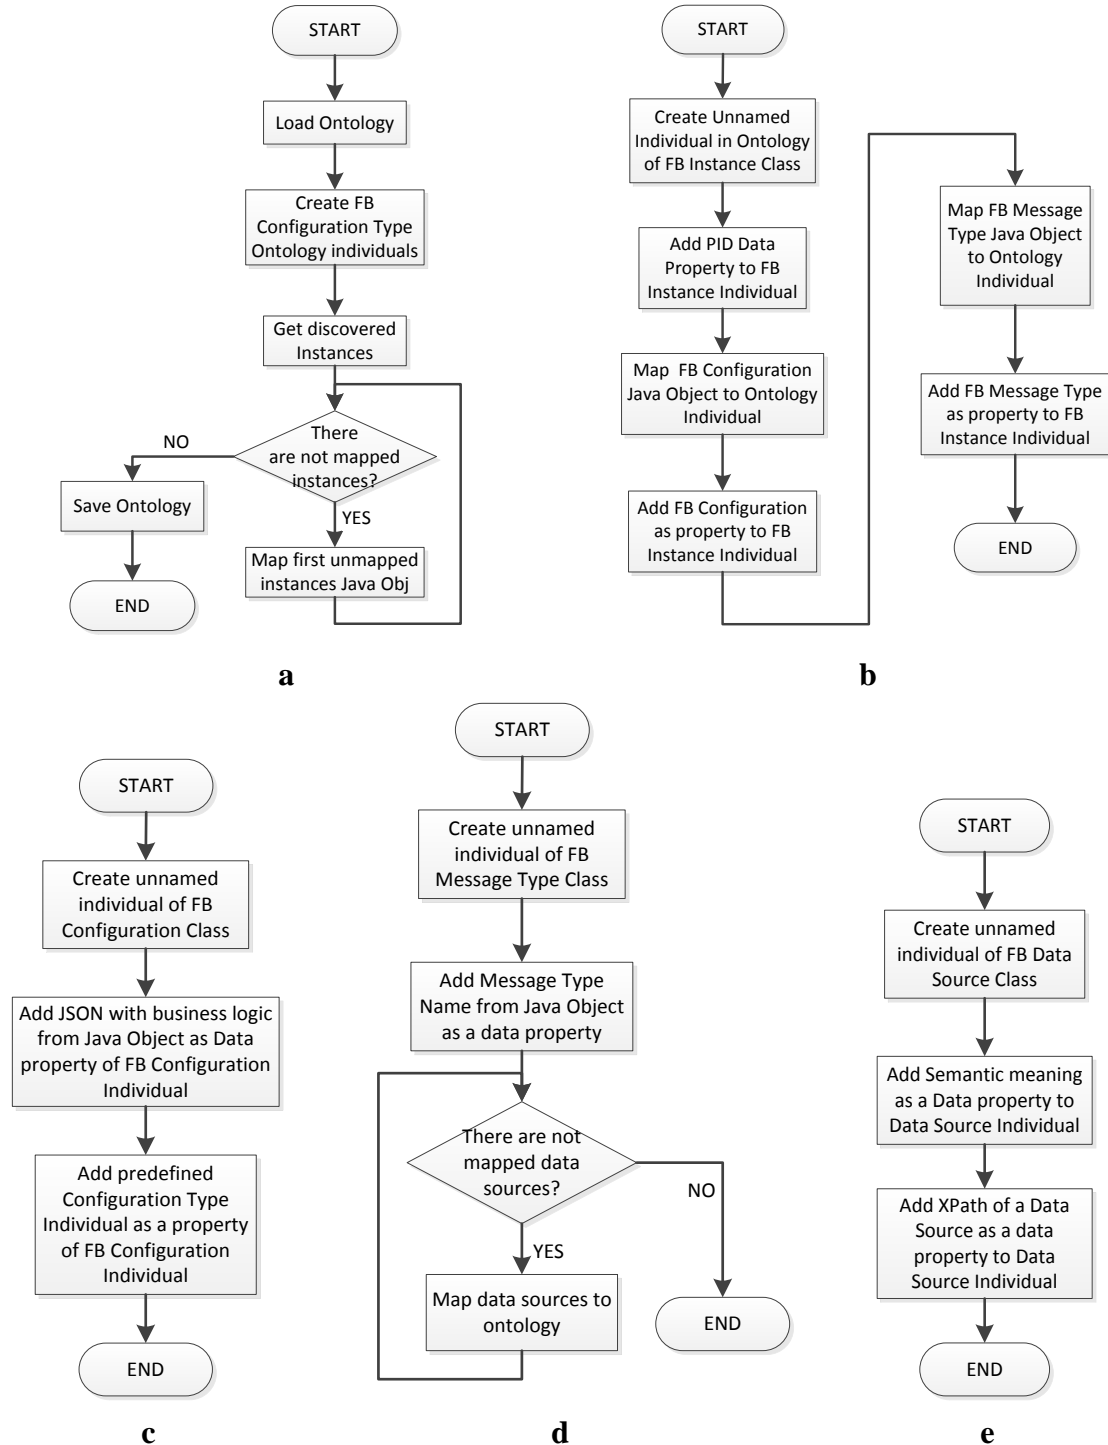 START
Load Ontology
Create FB
Configuration Type
Ontology individuals
Get discovered
Instances
There
are not mapped
instances?
NO
YES
Save Ontology
Map first unmapped
instances Java Obj
END
a
START
Create Unnamed
Individual in Ontology
of FB Instance Class
Add PID Data
Property to FB
Instance Individual
Map FB Configuration
Java Object to Ontology
Individual
Add FB Configuration
as property to FB
Instance Individual
Map FB Message
Type Java Object
to Ontology
Individual
Add FB Message Type
as property to FB
Instance Individual
END
b
START
Create unnamed
individual of FB
Configuration Class
Add JSON with business logic
from Java Object as Data
property of FB Configuration
Individual
Add predefined
Configuration Type
Individual as a property
of FB Configuration
Individual
END
c
START
Create unnamed
individual of FB
Message Type Class
Add Message Type
Name from Java Object
as a data property
There are not
mapped data
sources?
NO
YES
Map data sources to
ontology
END
d
START
Create unnamed
individual of FB Data
Source Class
Add Semantic meaning
as a Data property to
Data Source Individual
Add XPath of a Data
Source as a data
property to Data
Source Individual
END
e